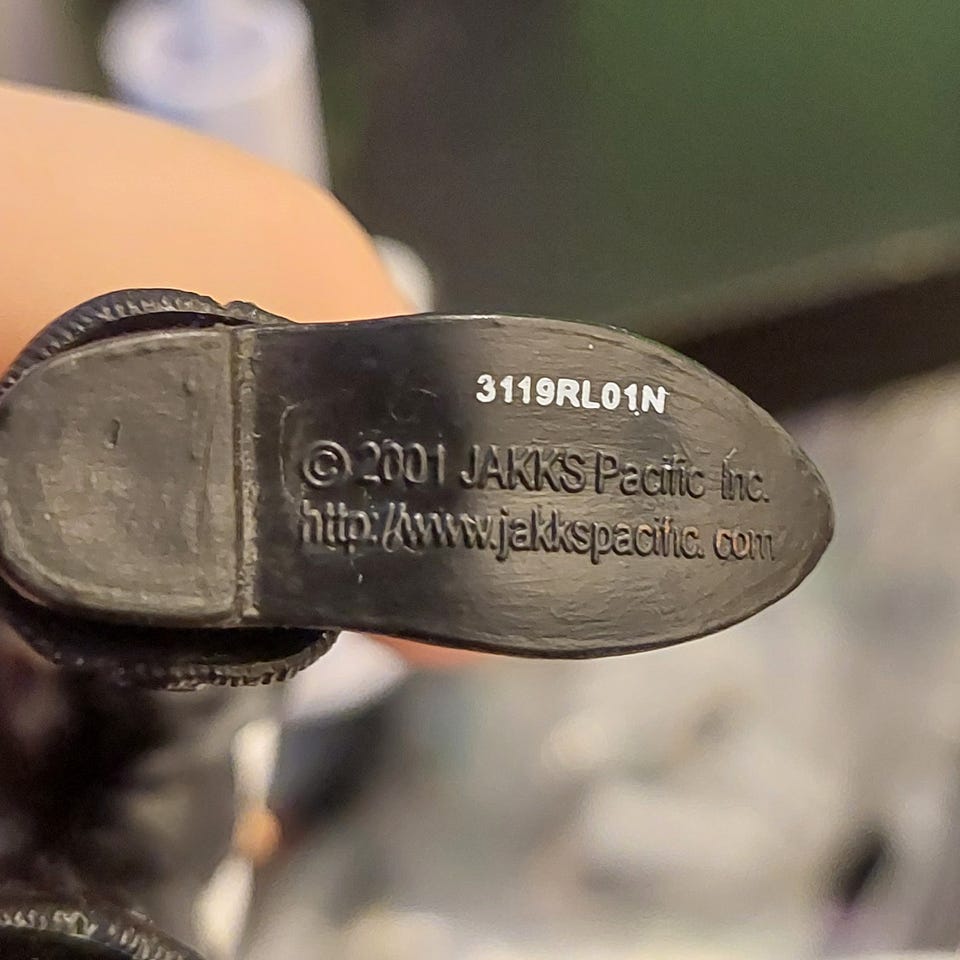 3119RL01N
© 2001 JAKKS Pacific Inc.
http://www.jakkspacific.com